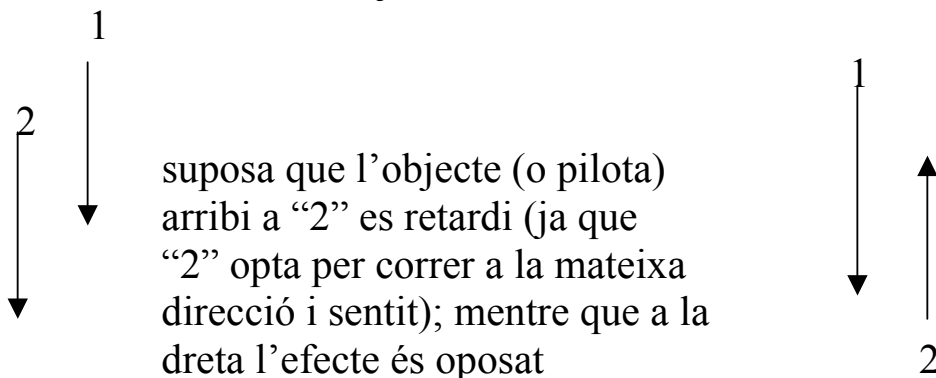 1
1
2
suposa que l’objecte (o pilota)
arribi a “2” es retardi (ja que
“2” opta per correr a la mateixa
direcció i sentit); mentre que a la
dreta l’efecte és oposat
2